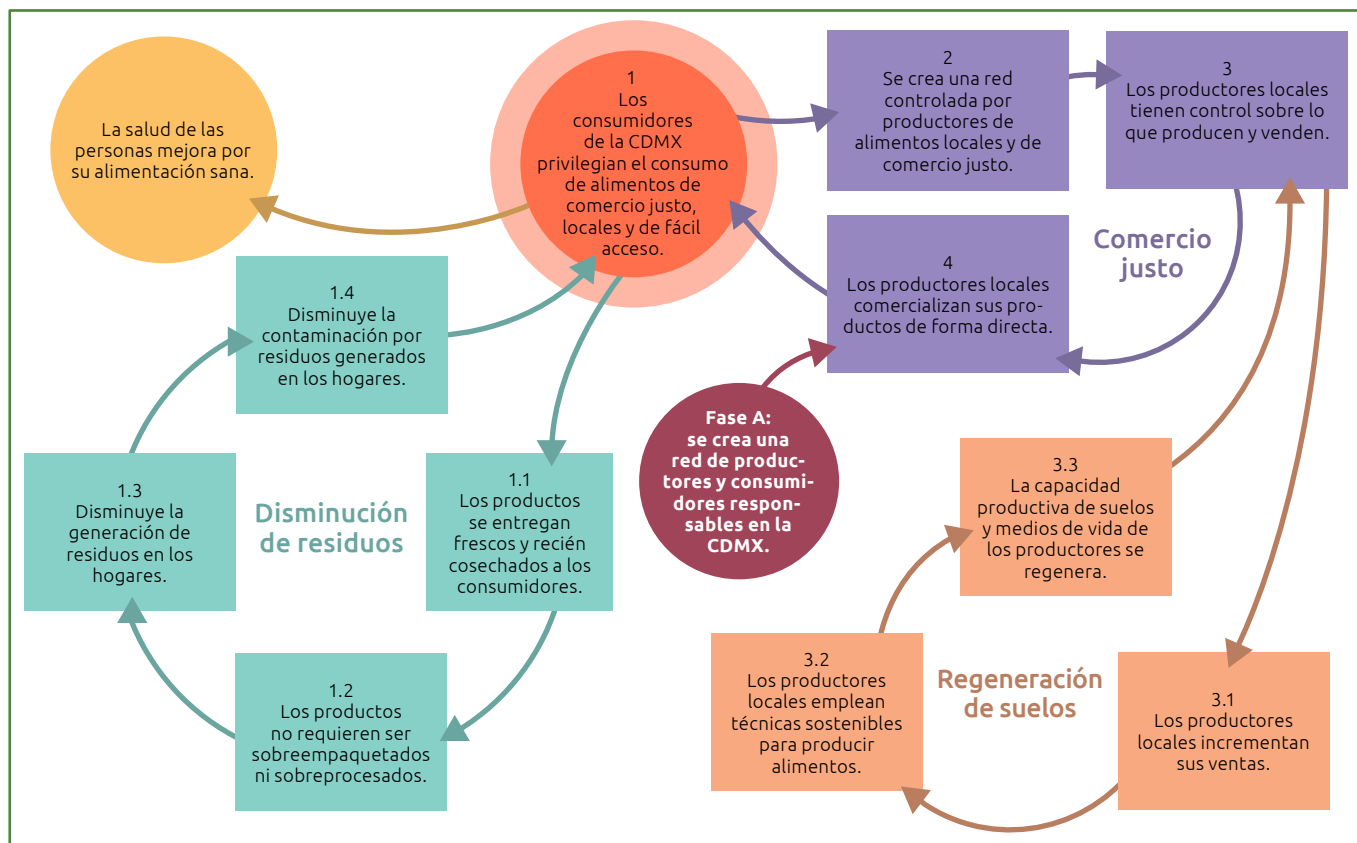 La salud de las
personas mejora por
su alimentación sana.
1
Los
consumidores
de la CDMX
privilegian el consumo
de alimentos de
comercio justo,
locales y de fácil
acceso.
2
Se crea una red
controlada por
productores de
alimentos locales y de
comercio justo.
3
Los productores locales
tienen control sobre lo
que producen y venden.
Comercio
justo
4
Los productores locales
comercializan sus pro-
ductos de forma directa.
Fase A:
se crea una
red de produc-
tores y consumi-
dores respon-
sables en la
CDMX.
1.4
Disminuye la
contaminación por
residuos generados
en los hogares.
1.3
Disminuye la
generación de
residuos en los
hogares.
Disminución
de residuos
1.1
Los productos
se entregan
frescos y recién
cosechados a los
consumidores.
1.2
Los productos
no requieren ser
sobreempaquetados
ni sobreprocesados.
3.3
La capacidad
productiva de suelos
y medios de vida de
los productores se
regenera.
3.2
Los productores
locales emplean
técnicas sostenibles
para producir
alimentos.
Regeneración
de suelos
3.1
Los productores
locales incrementan
sus ventas.